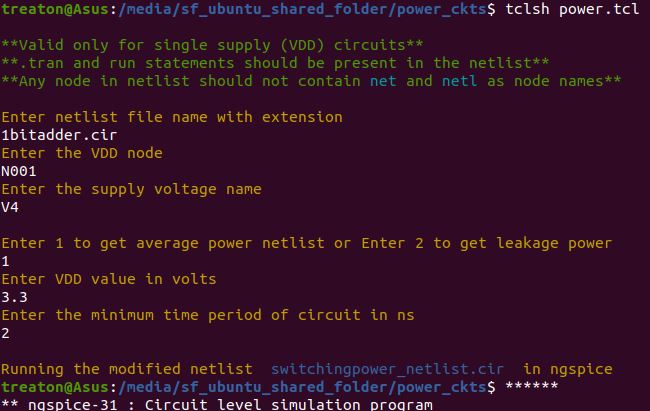 treaton@Asus:/media/sf_ubuntu_shared_folder/power_ckts$ tclsh power.tcl
**Valid only for single supply (VDD) circuits**
**.tran and run statements should be present in the netlist**
**Any node in netlist should not contain net and netl as node names**
Enter netlist file name with extension
1bitadder.cir
Enter the VDD node
N001
Enter the supply voltage name
V4
Enter 1 to get average power netlist or Enter 2 to get leakage power
1
Enter VDD value in volts
3.3
Enter the minimum time period of circuit in ns
2
Running the modified netlist  switchingpower_netlist.cir  in ngspice
treaton@Asus:/media/sf_ubuntu_shared_folder/power_ckts$ ******
** ngspice-31 : Circuit level simulation program